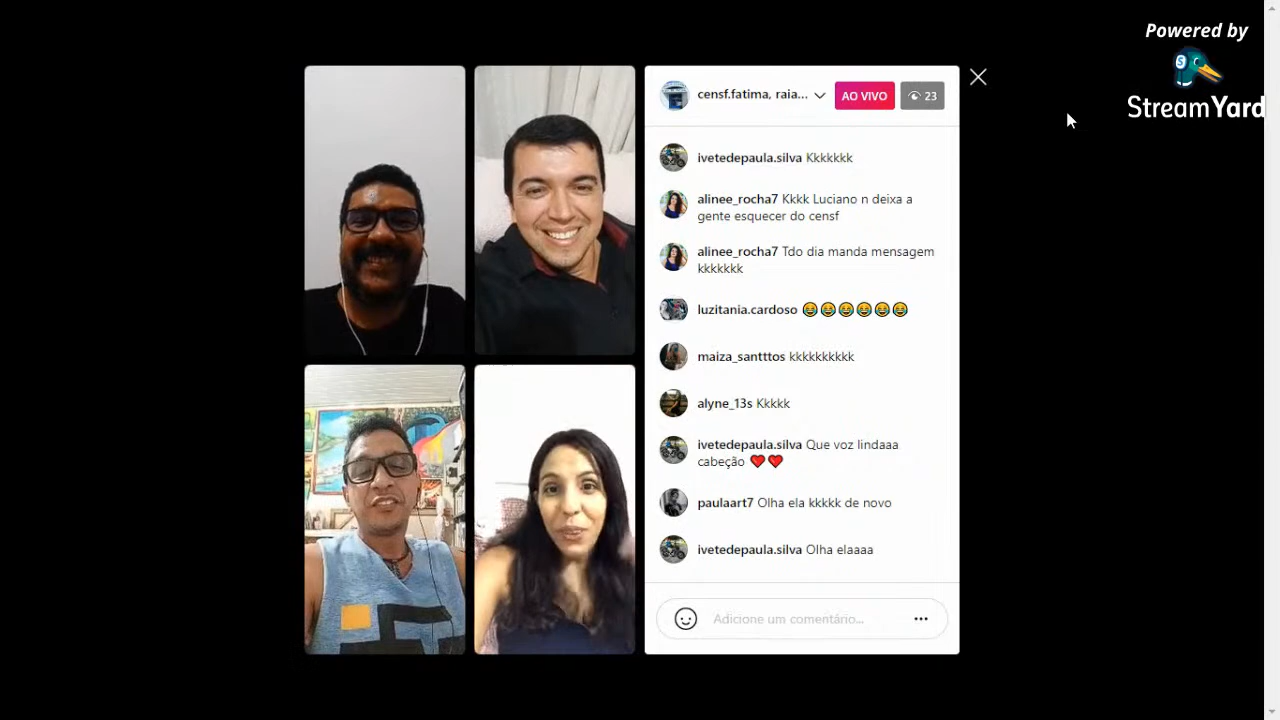 Powered by
StreamYard
censf.fatima, raia...
AO VIVO
23
ivetedepaula.silva Kkkkkkk
alinee_rocha7 Kkkk Luciano n deixa a
gente esquecer do censf
alinee_rocha7 Tdo dia manda mensagem
kkkkkkk
luzitania.cardoso 😂😂😂😂😂😂
maiza_santttos kkkkkkkkkk
alyne_13s Kkkkk
ivetedepaula.silva Que voz lindaaa
cabeção ❤️❤️
paulaart7 Olha ela kkkkk de novo
ivetedepaula.silva Olha elaaaa
Adicione um comentário...